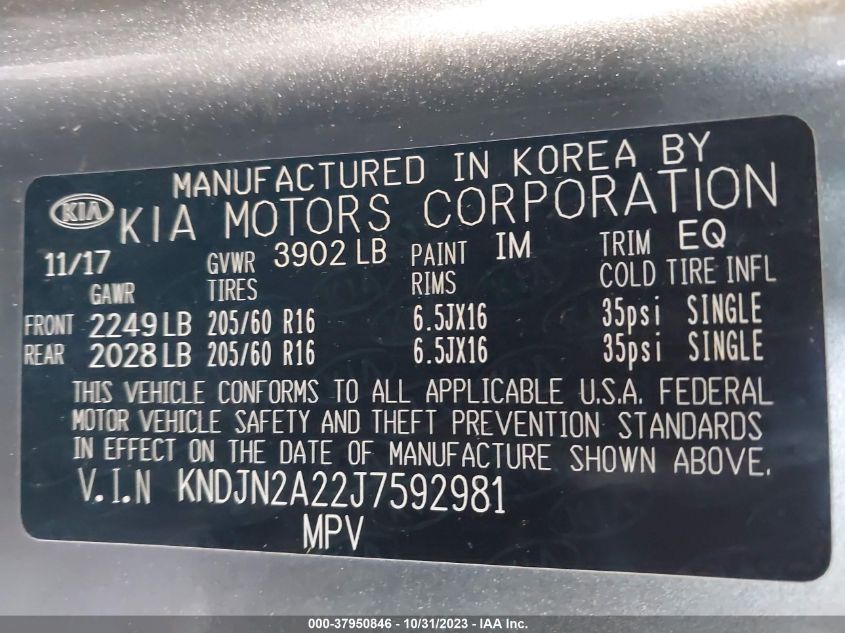 MANUFACTURED IN KOREA BY
KIA KIA MOTORS CORPORATION
11/17 GVWR 3902 LB PAINT IM TRIM EQ
GAWR TIRES RIMS COLD TIRE INFL
FRONT 2249 LB 205/60 R16 6.5JX16 35psi SINGLE
REAR 2028 LB 205/60 R16 6.5JX16 35psi SINGLE
THIS VEHICLE CONFORMS TO ALL APPLICABLE U.S.A. FEDERAL
MOTOR VEHICLE SAFETY AND THEFT PREVENTION STANDARDS
IN EFFECT ON THE DATE OF MANUFACTURE SHOWN ABOVE.
V.I.N KNDJN2A22J7592981
MPV
000-37950846 - 10/31/2023 - IAA Inc.